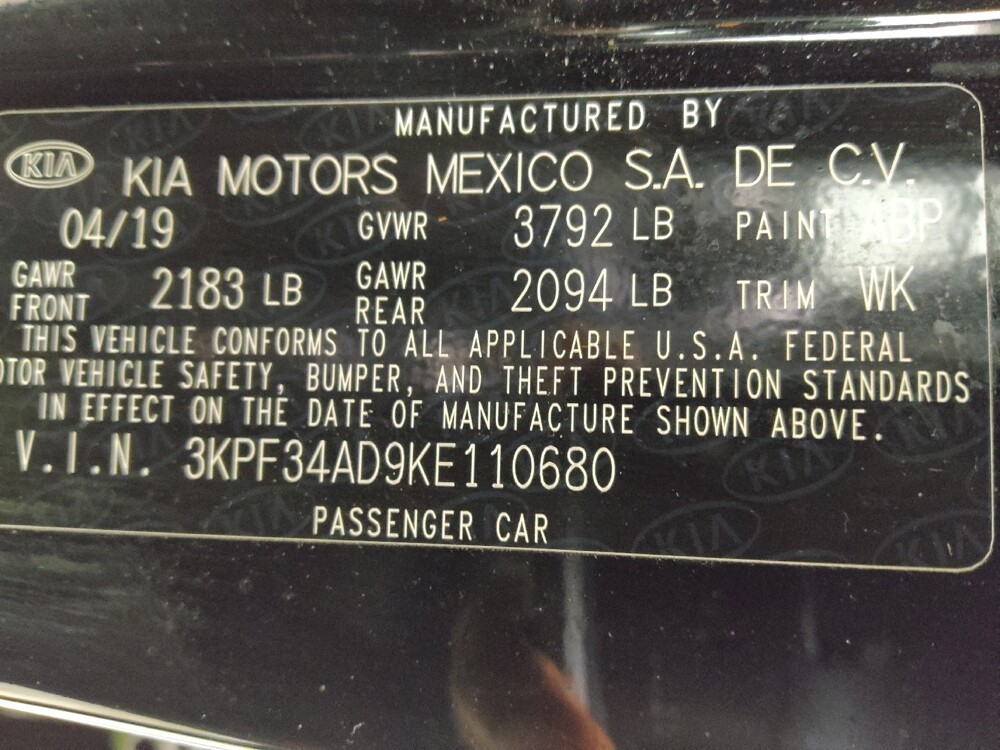 MANUFACTURED BY
KIA KIA MOTORS MEXICO S.A. DE C.V.
04/19 GVWR 3792 LB PAINT ABP
GAWR FRONT 2183 LB GAWR REAR 2094 LB TRIM WK
THIS VEHICLE CONFORMS TO ALL APPLICABLE U.S.A. FEDERAL
OTOR VEHICLE SAFETY, BUMPER, AND THEFT PREVENTION STANDARDS
IN EFFECT ON THE DATE OF MANUFACTURE SHOWN ABOVE.
V.I.N. 3KPF34AD9KE110680
PASSENGER CAR